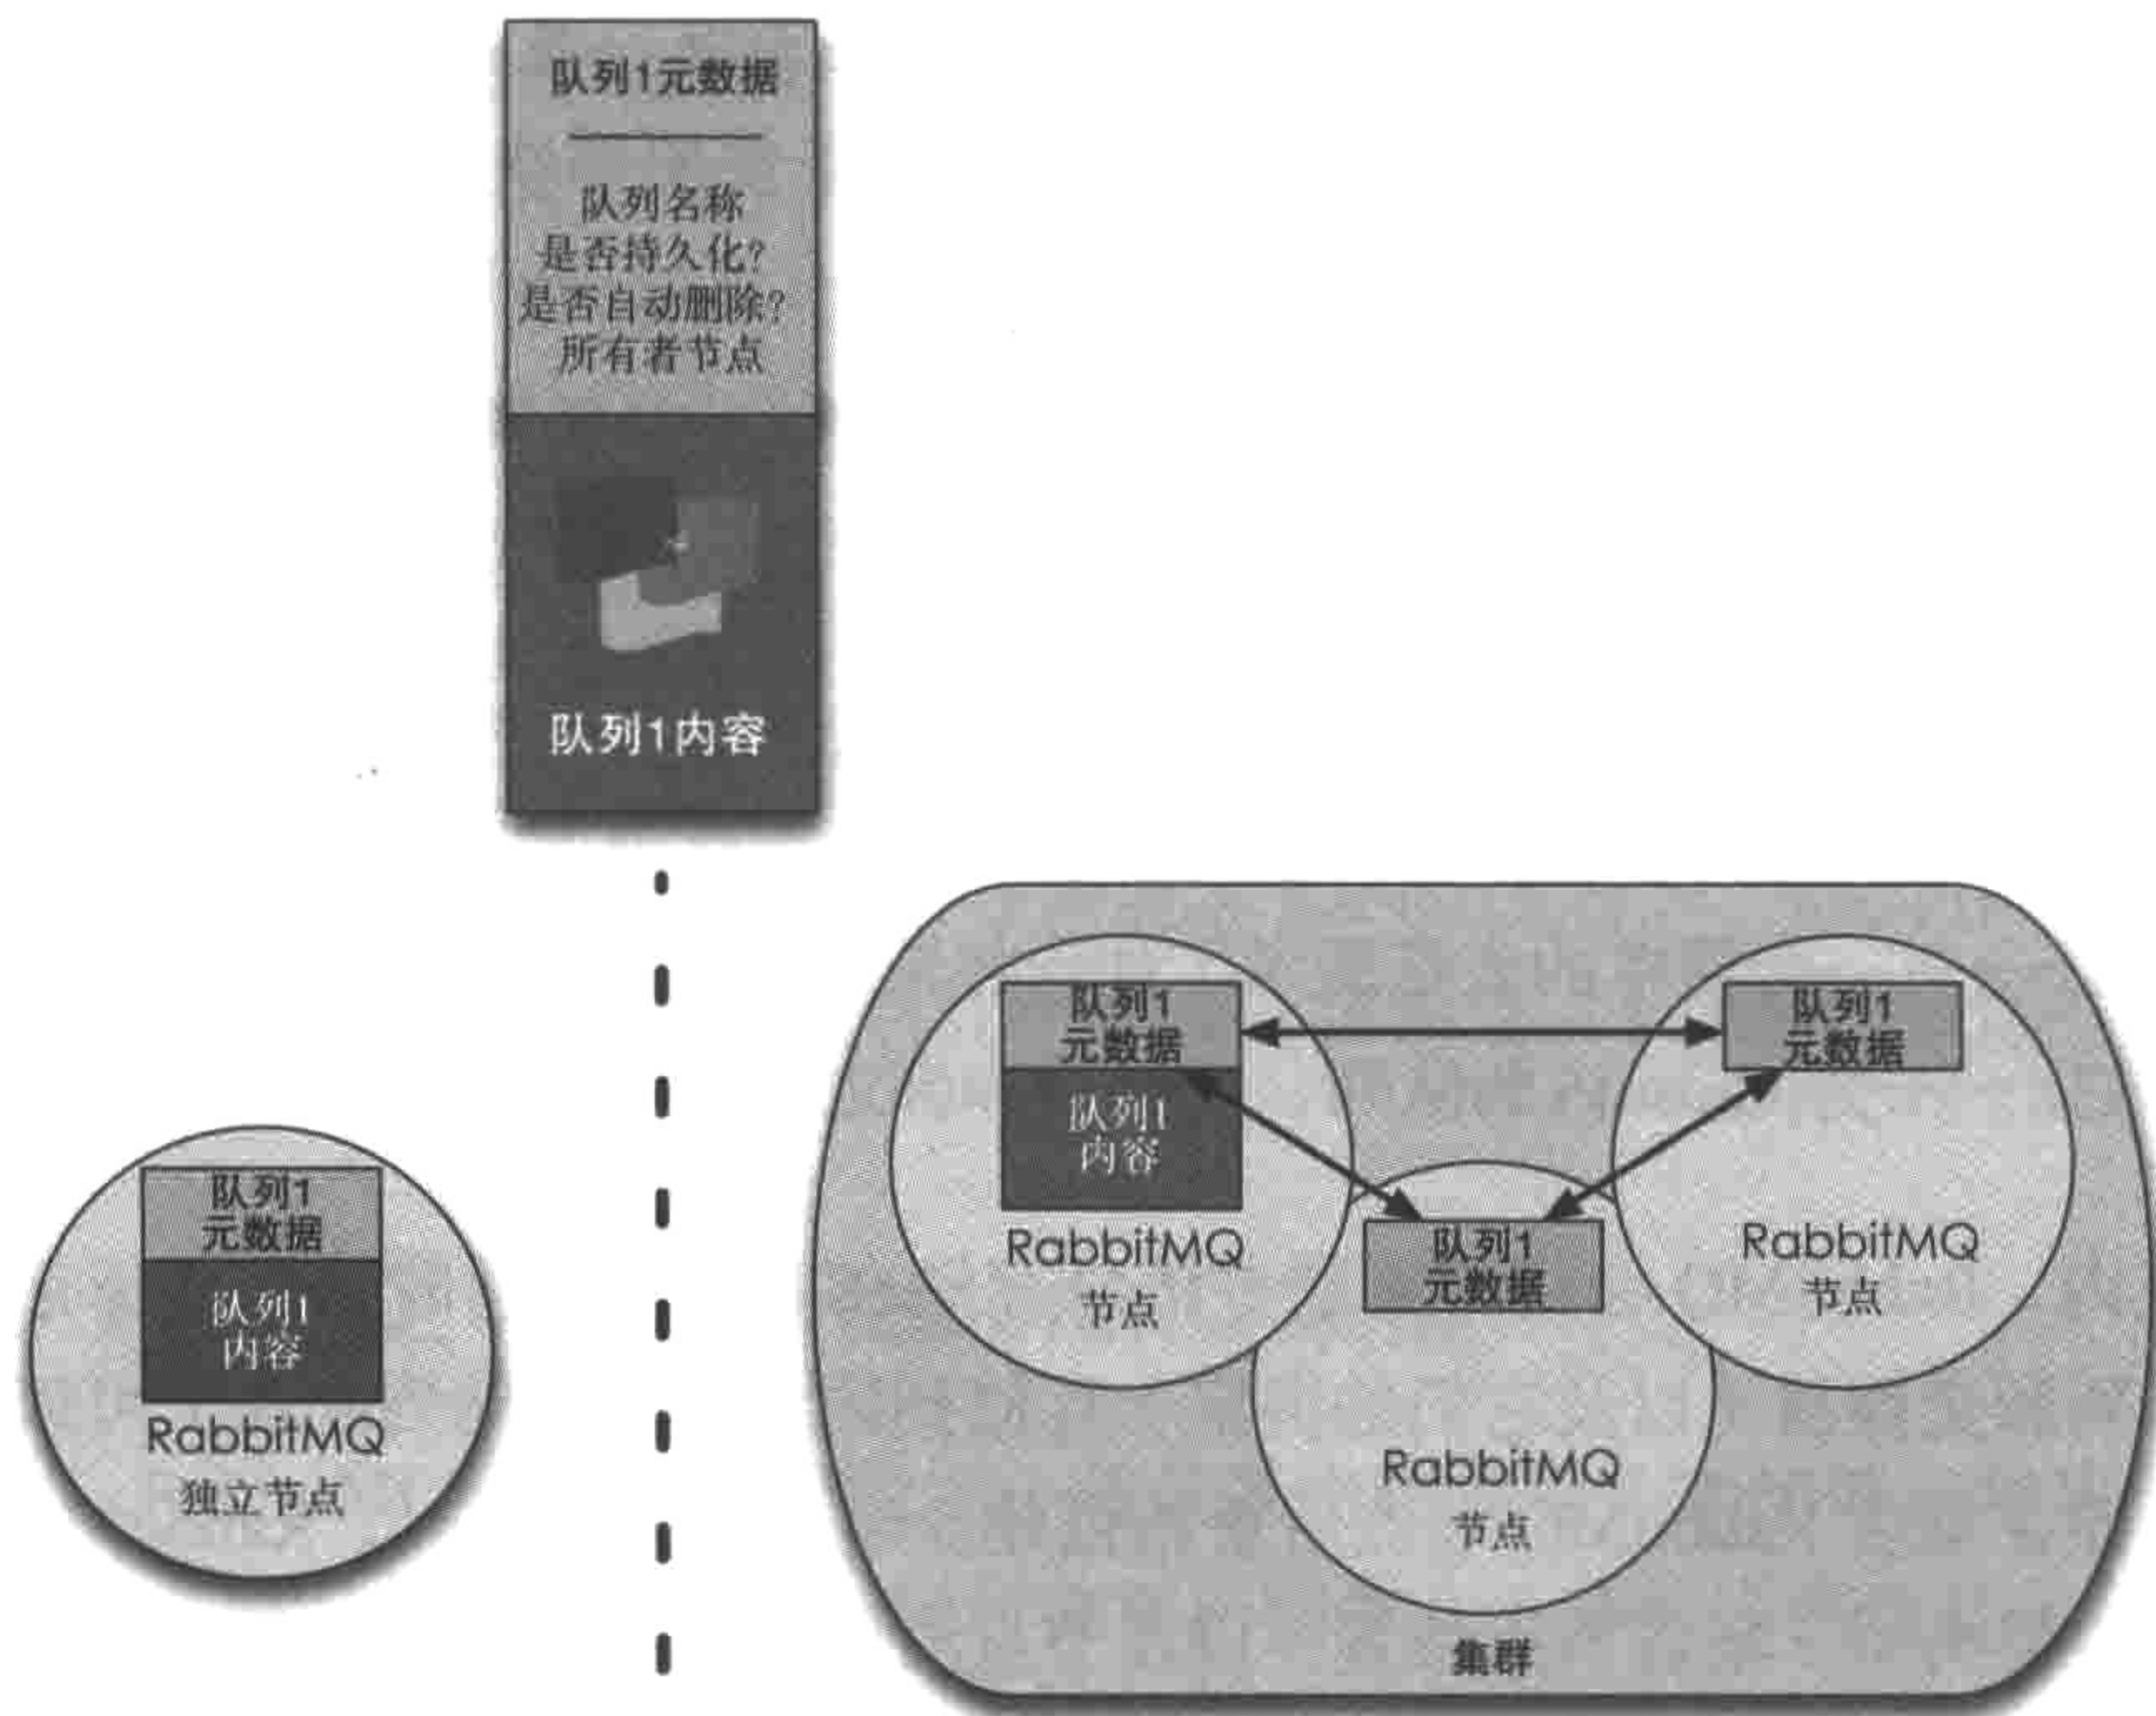 队列1元数据
队列名称
是否持久化?
是否自动删除?
所有者节点
队列1内容
队列1
元数据
队列1
内容
RabbitMQ
独立节点
队列1
元数据
队列1
内容
RabbitMQ
节点
队列1
元数据
RabbitMQ
节点
队列1
元数据
RabbitMQ
节点
集群